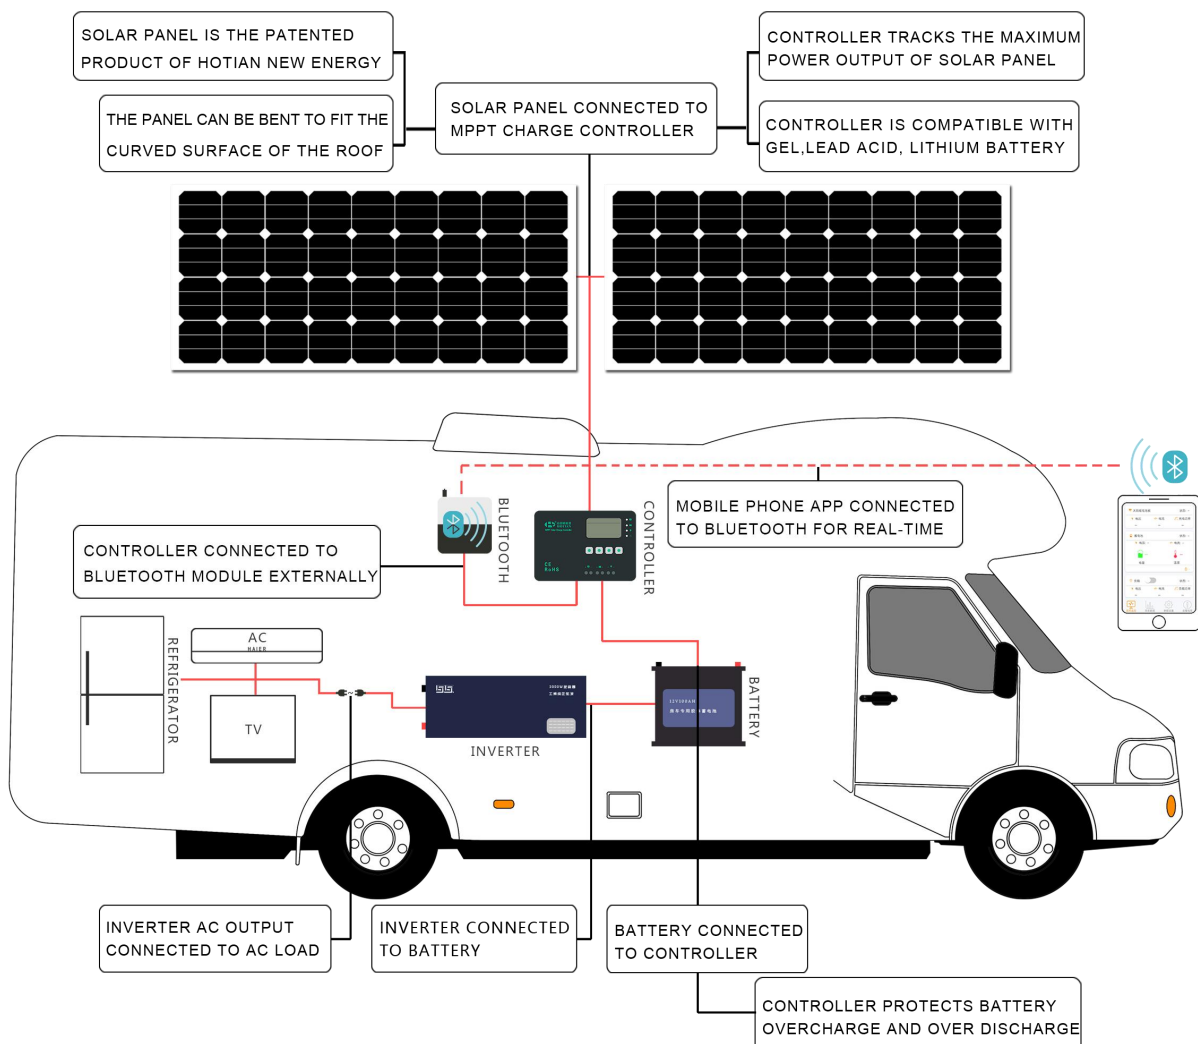 SOLAR PANEL IS THE PATENTED
PRODUCT OF HOTIAN NEW ENERGY
THE PANEL CAN BE BENT TO FIT THE
CURVED SURFACE OF THE ROOF
SOLAR PANEL CONNECTED TO
MPPT CHARGE CONTROLLER
CONTROLLER TRACKS THE MAXIMUM
POWER OUTPUT OF SOLAR PANEL
CONTROLLER IS COMPATIBLE WITH
GEL,LEAD ACID, LITHIUM BATTERY
BLUETOOTH
CONTROLLER
MOBILE PHONE APP CONNECTED
TO BLUETOOTH FOR REAL-TIME
CONTROLLER CONNECTED TO
BLUETOOTH MODULE EXTERNALLY
CE
RoHS
REFRIGERATOR
AC
HAIER
TV
INVERTER
BATTERY
INVERTER AC OUTPUT
CONNECTED TO AC LOAD
INVERTER CONNECTED
TO BATTERY
BATTERY CONNECTED
TO CONTROLLER
CONTROLLER PROTECTS BATTERY
OVERCHARGE AND OVER DISCHARGE